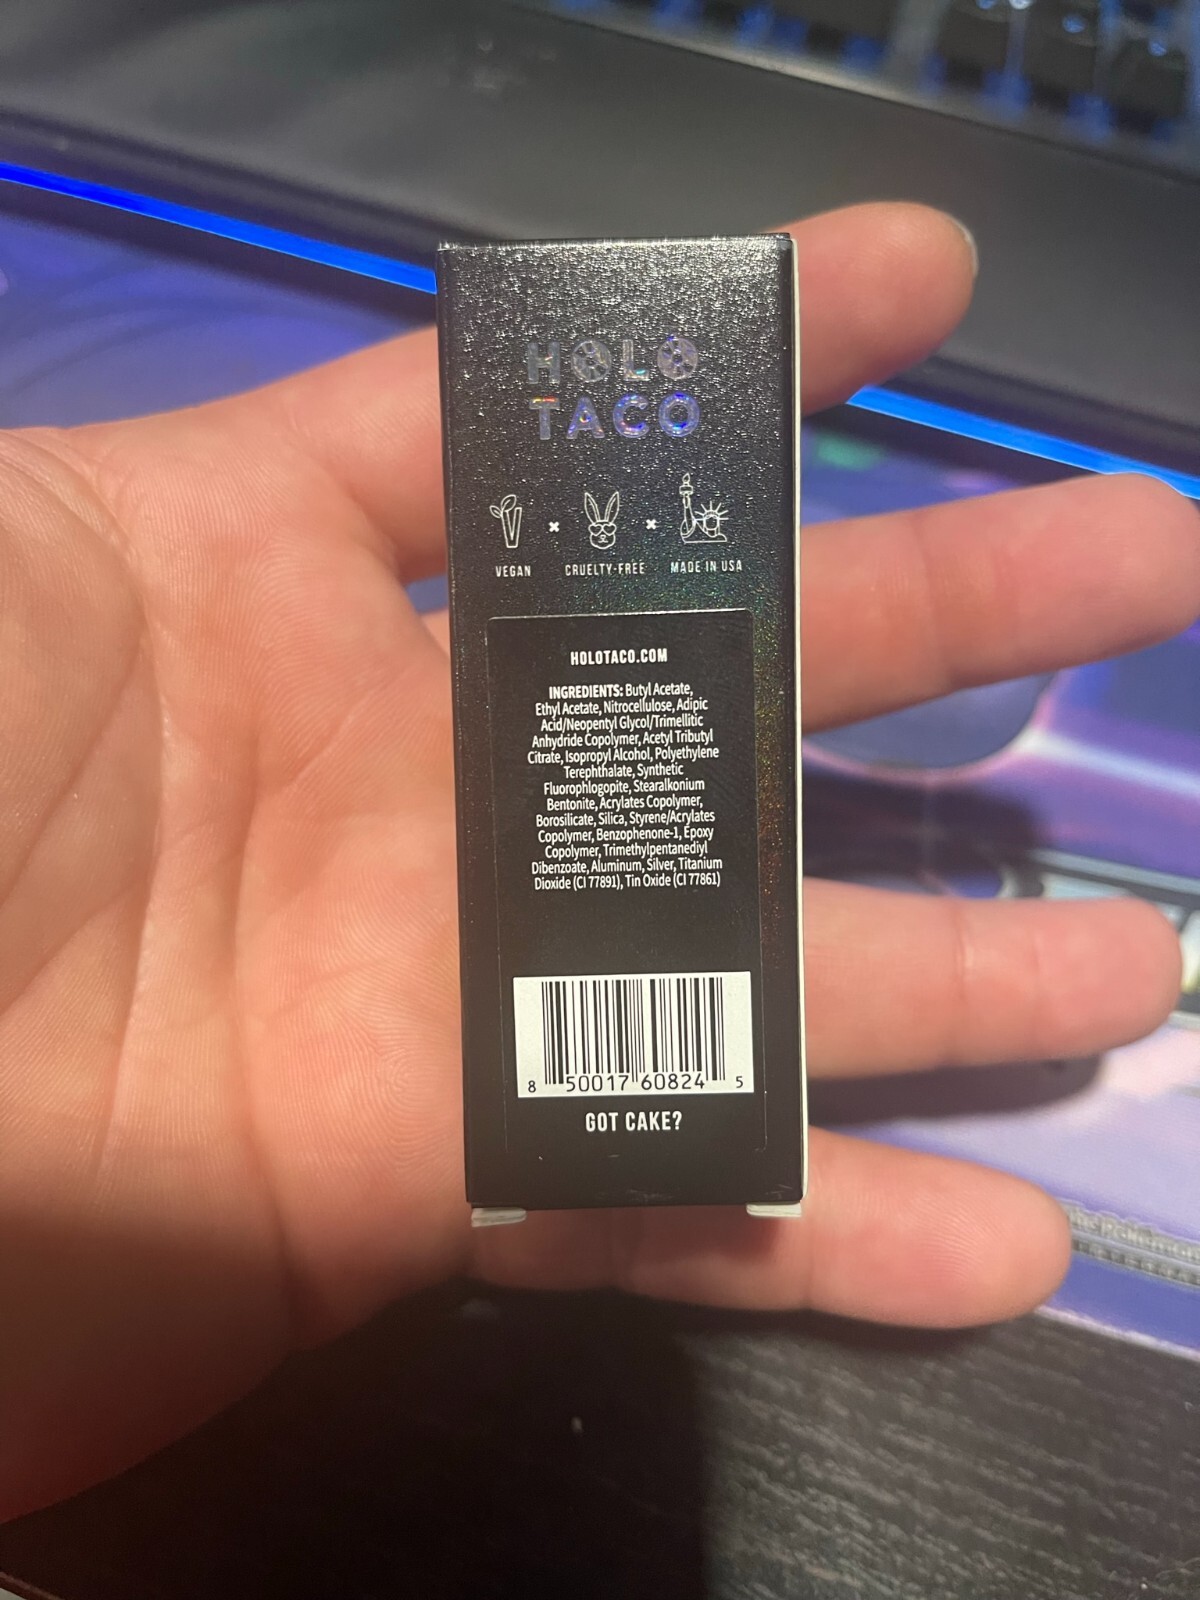 HOLO
TACO
VEGAN × CRUELTY-FREE × MADE IN USA
HOLOTACO.COM
INGREDIENTS: Butyl Acetate,
Ethyl Acetate, Nitrocellulose, Adipic
Acid/Neopentyl Glycol/Trimellitic
Anhydride Copolymer, Acetyl Tributyl
Citrate, Isopropyl Alcohol, Polyethylene
Terephthalate, Synthetic
Fluorophlogopite, Stearalkonium
Bentonite, Acrylates Copolymer,
Borosilicate, Silica, Styrene/Acrylates
Copolymer, Benzophenone-1, Epoxy
Copolymer, Trimethylpentanediyl
Dibenzoate, Aluminum, Silver, Titanium
Dioxide (CI 77891), Tin Oxide (CI 77861)
8 50017 60824 5
GOT CAKE?